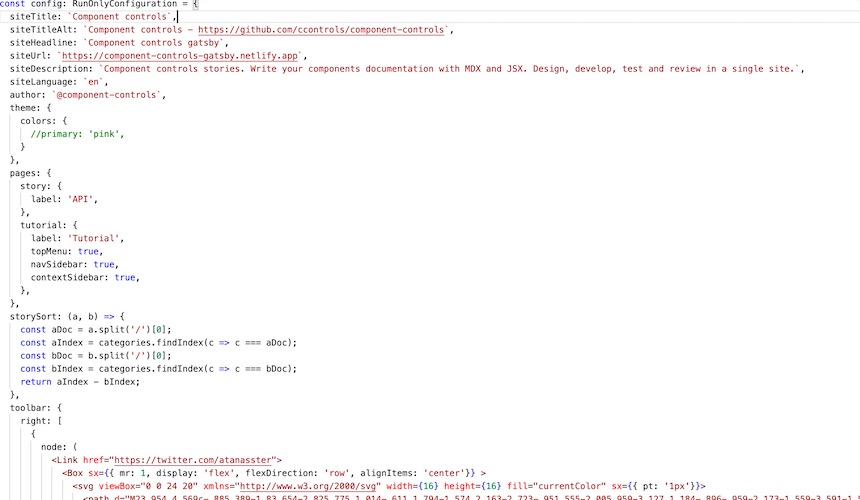 const config: RunOnlyConfiguration = {
siteTitle: `Component controls`,
siteTitleAlt: `Component controls - https://github.com/ccontrols/component-controls`,
siteHeadline: `Component controls gatsby`,
siteUrl: `https://component-controls-gatsby.netlify.app`,
siteDescription: `Component controls stories. Write your components documentation with MDX and JSX. Design, develop, test and review in a single site.`,
siteLanguage: `en`,
author: `@component-controls`,
theme: {
colors: {
//primary: 'pink',
}
},
pages: {
story: {
label: 'API',
},
tutorial: {
label: 'Tutorial',
topMenu: true,
navSidebar: true,
contextSidebar: true,
},
},
storySort: (a, b) => {
const aDoc = a.split('/')[0];
const aIndex = categories.findIndex(c => c === aDoc);
const bDoc = b.split('/')[0];
const bIndex = categories.findIndex(c => c === bDoc);
return aIndex - bIndex;
},
toolbar: {
right: [
{
node: (
<Link href="https://twitter.com/atanasster">
<Box sx={{ mr: 1, display: 'flex', flexDirection: 'row', alignItems: 'center'}} >
<svg viewBox="0 0 24 20" xmlns="http://www.w3.org/2000/svg" width={16} height={16} fill="currentColor" sx={{ pt: '1px'}}>